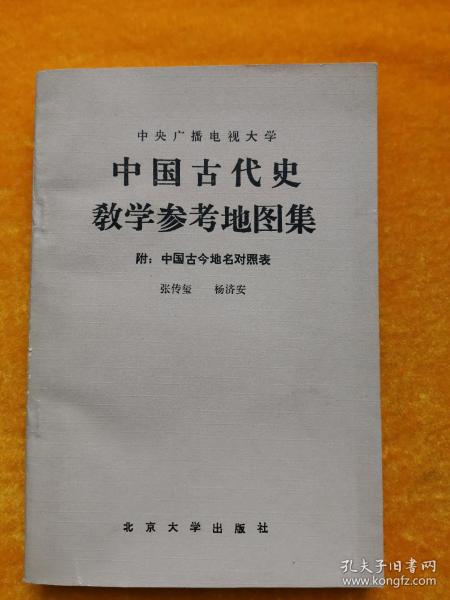 中央广播电视大学
中国古代史
教学参考地图集
附：中国古今地名对照表
张传玺 杨济安
北京大学出版社
孔夫子旧书网
www.kongfz.com